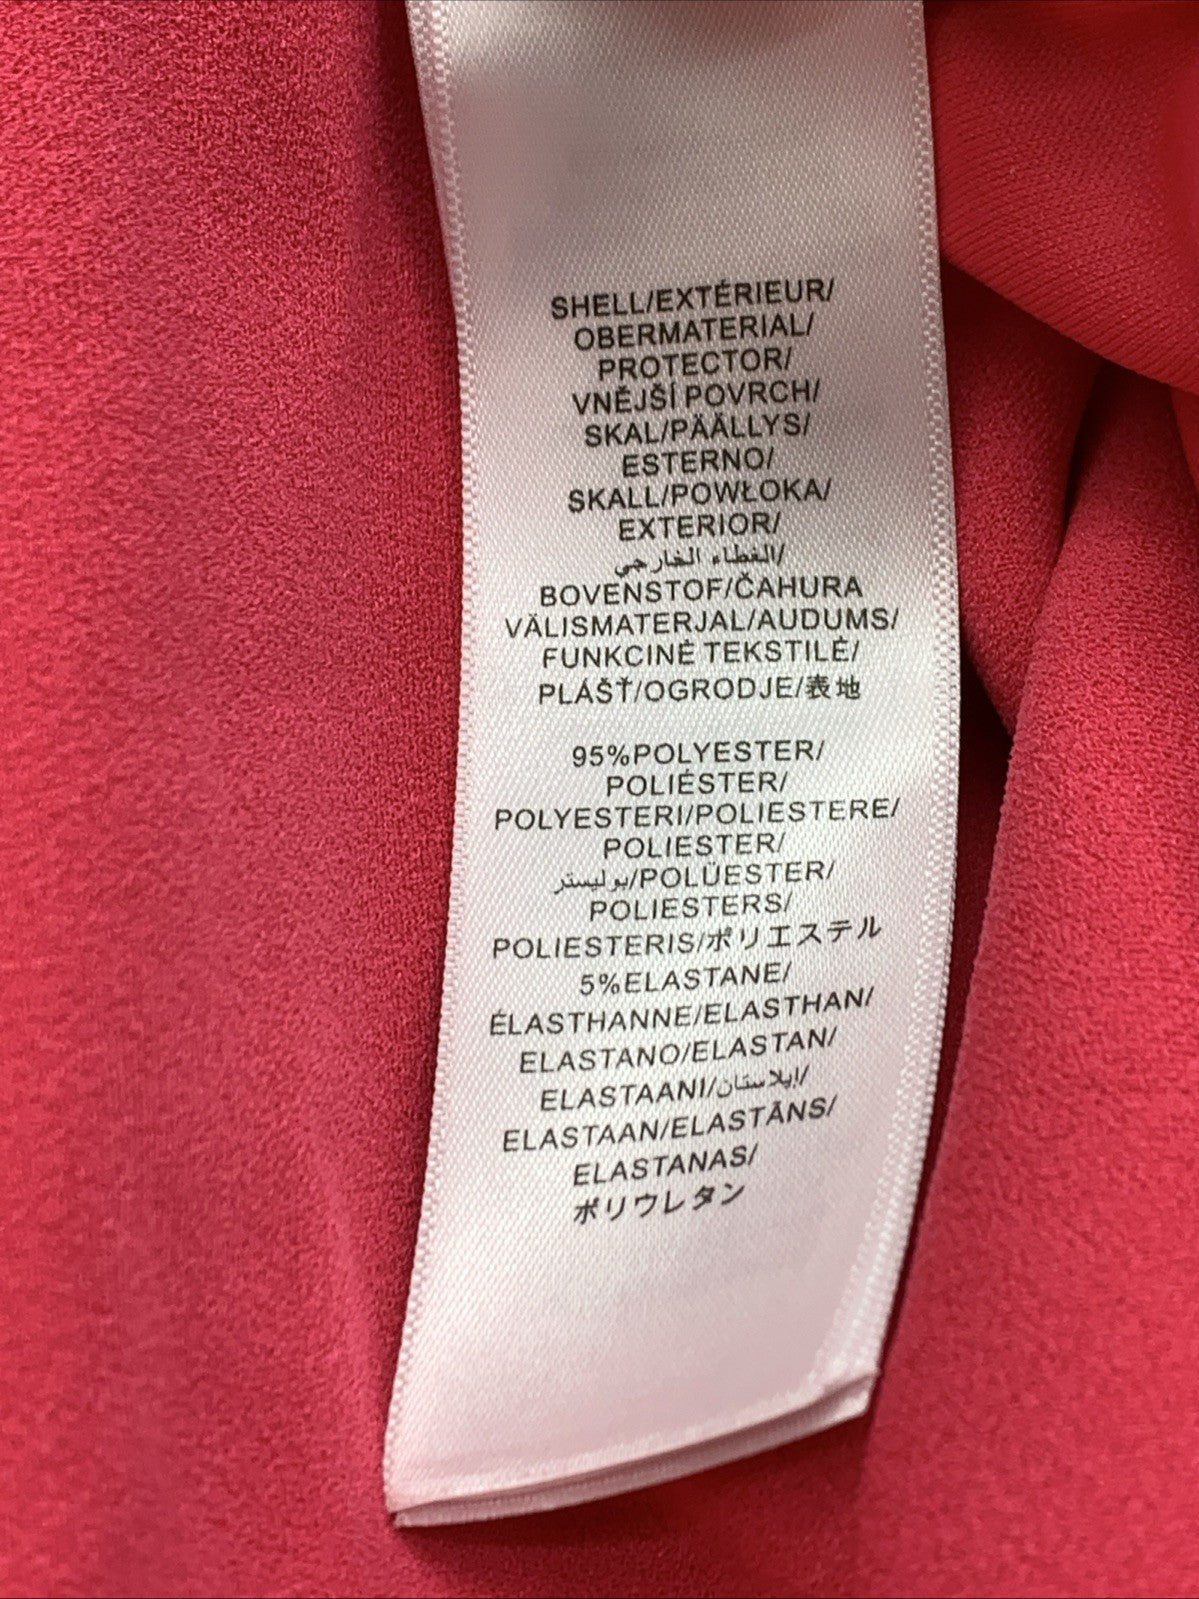 SHELL/EXTÉRIEUR/
OBERMATERIAL/
PROTECTOR/
VNĚJŠÍ POVRCH/
SKAL/PÄÄLLYS/
ESTERNO/
SKALL/POWŁOKA/
EXTERIOR/
الغطاء الخارجي/
BOVENSTOF/ČAHURA
VÄLISMATERJAL/AUDUMS/
FUNKCINĖ TEKSTILĖ/
PLÁŠŤ/OGRODJE/表地
95%POLYESTER/
POLIÉSTER/
POLYESTERI/POLIESTERE/
POLIESTER/
بوليستر/POLÜESTER/
POLIESTERS/
POLIESTERIS/ポリエステル
5%ELASTANE/
ÉLASTHANNE/ELASTHAN/
ELASTANO/ELASTAN/
ELASTAANI/إيلاستان/
ELASTAAN/ELASTĀNS/
ELASTANAS/
ポリウレタン